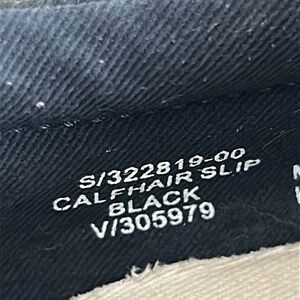 S/322819-00
CALFHAIR SLIP
BLACK
V/305979